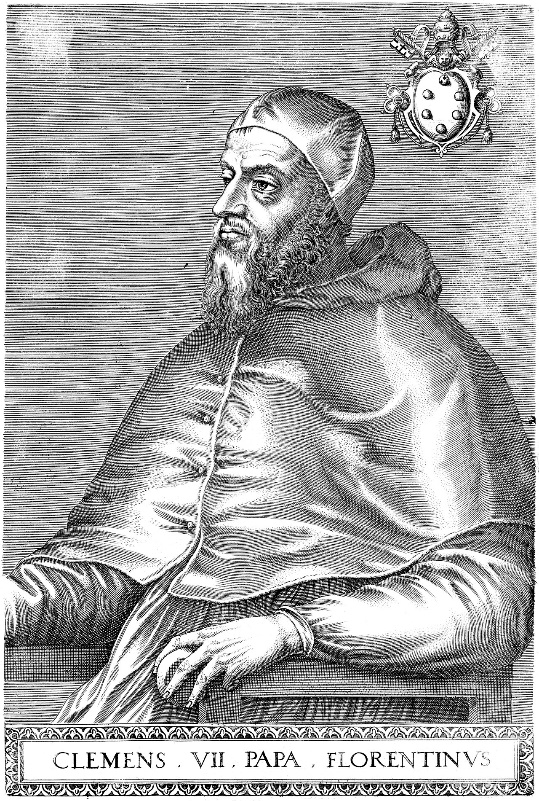 CLEMENS . VII . PAPA . FLORENTINVS